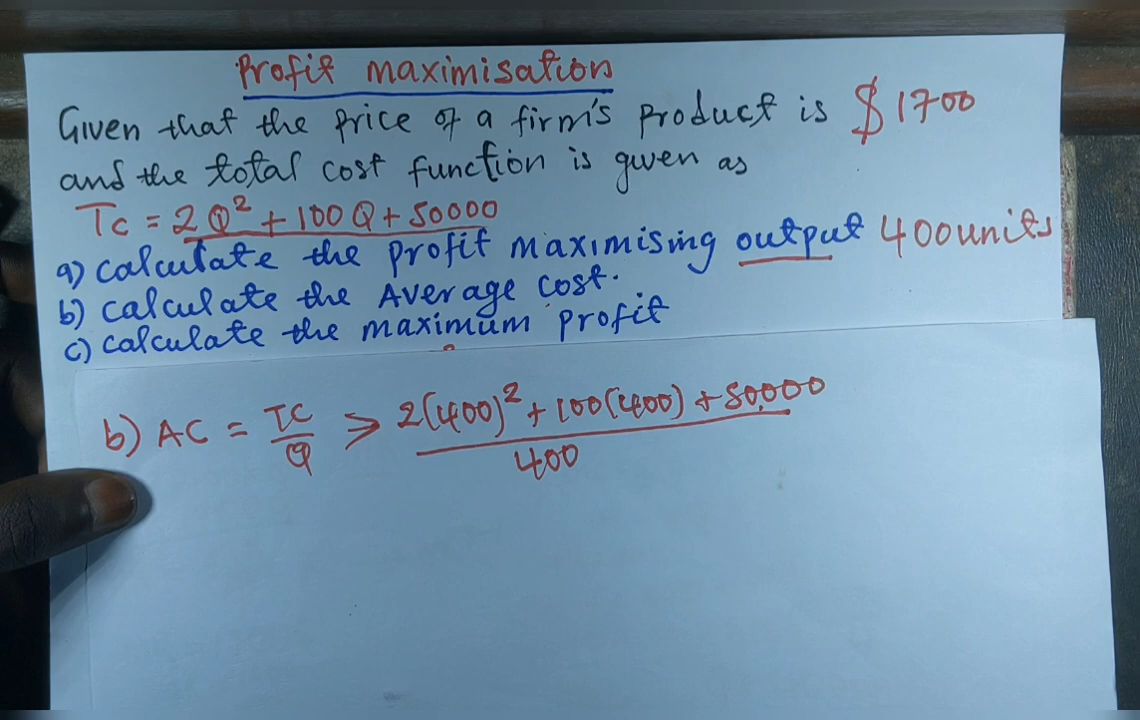 Profit maximisation
Given that the price of a firm's product is $1700
and the total cost function is given as
Tc = 2Q² + 100Q + 50000
a) calculate the profit maximising output 400units
b) calculate the Average cost.
c) calculate the maximum profit
b) AC = TC/Q ⇒ 2(400)² + 100(400) + 50,000
400